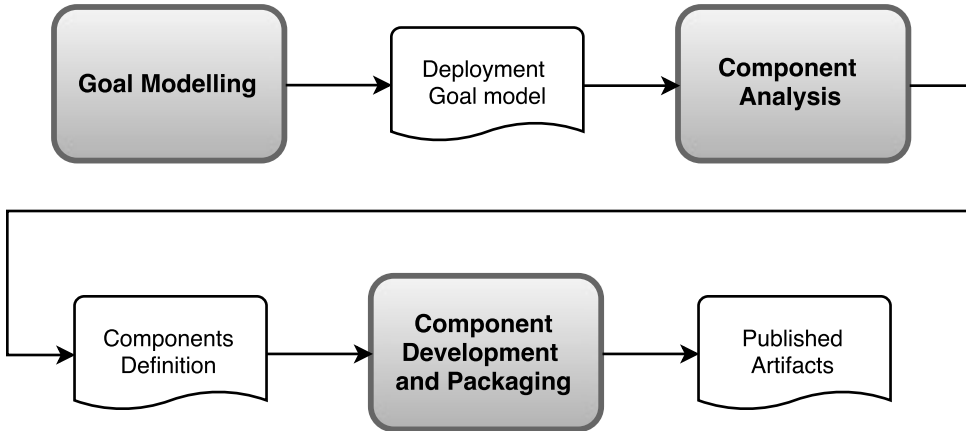 Goal Modelling
Deployment
Goal model
Component
Analysis
Components
Definition
Component
Development
and Packaging
Published
Artifacts